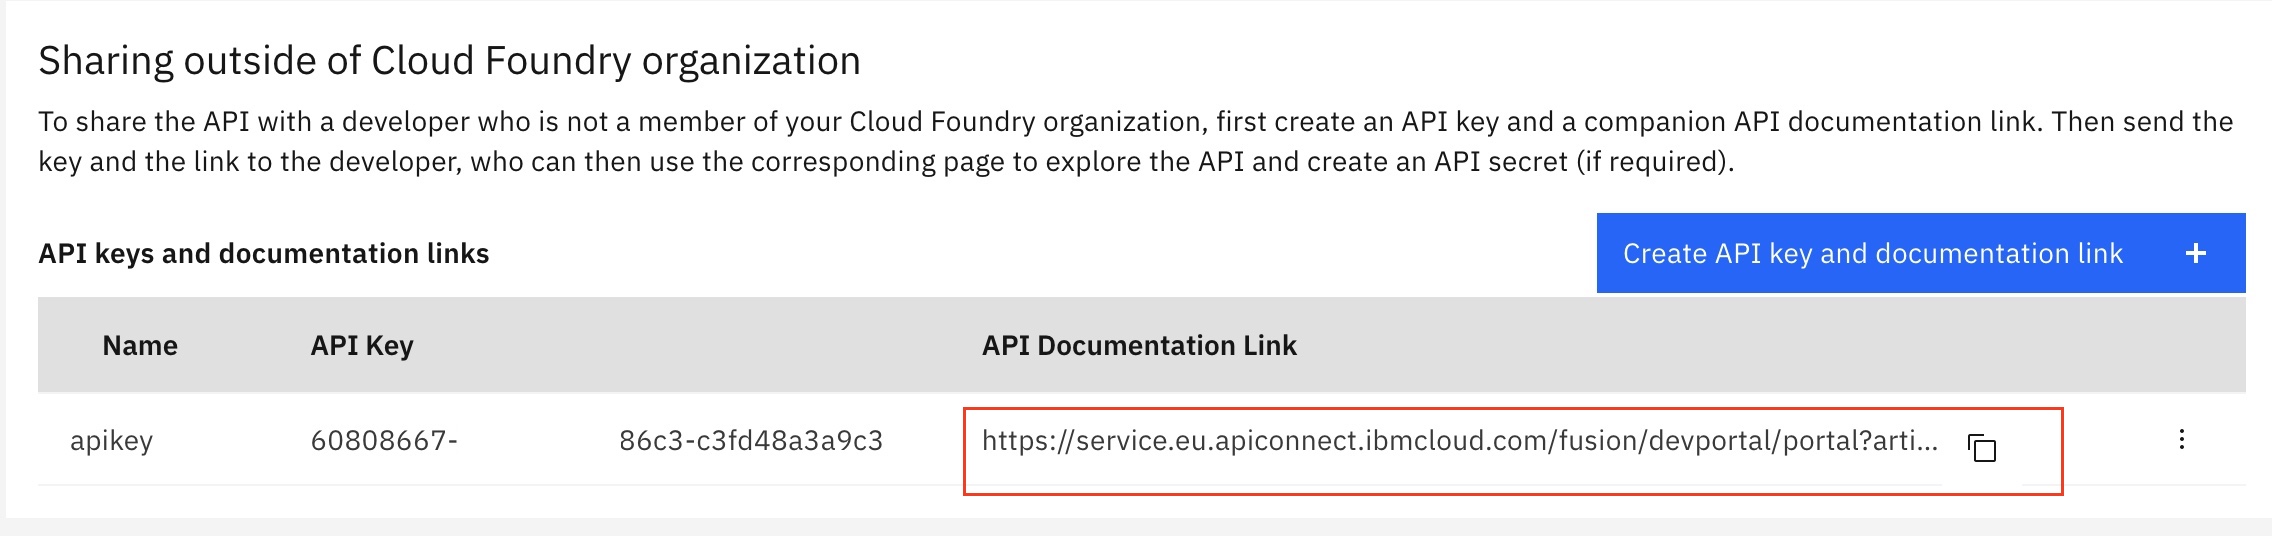 Sharing outside of Cloud Foundry organization
To share the API with a developer who is not a member of your Cloud Foundry organization, first create an API key and a companion API documentation link. Then send the
key and the link to the developer, who can then use the corresponding page to explore the API and create an API secret (if required).
API keys and documentation links
Create API key and documentation link +
Name API Key API Documentation Link
apikey 60808667- 86c3-c3fd48a3a9c3 https://service.eu.apiconnect.ibmcloud.com/fusion/devportal/portal?arti...